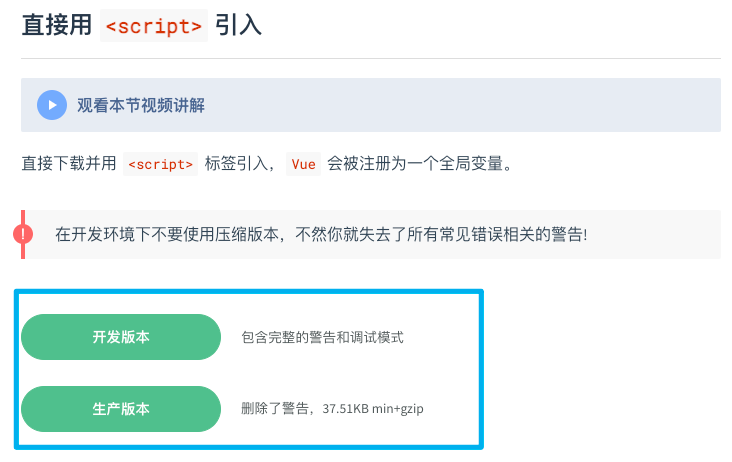 直接用 <script> 引入
观看本节视频讲解
直接下载并用 <script> 标签引入，Vue 会被注册为一个全局变量。
! 在开发环境下不要使用压缩版本，不然你就失去了所有常见错误相关的警告!
开发版本 包含完整的警告和调试模式
生产版本 删除了警告，37.51KB min+gzip